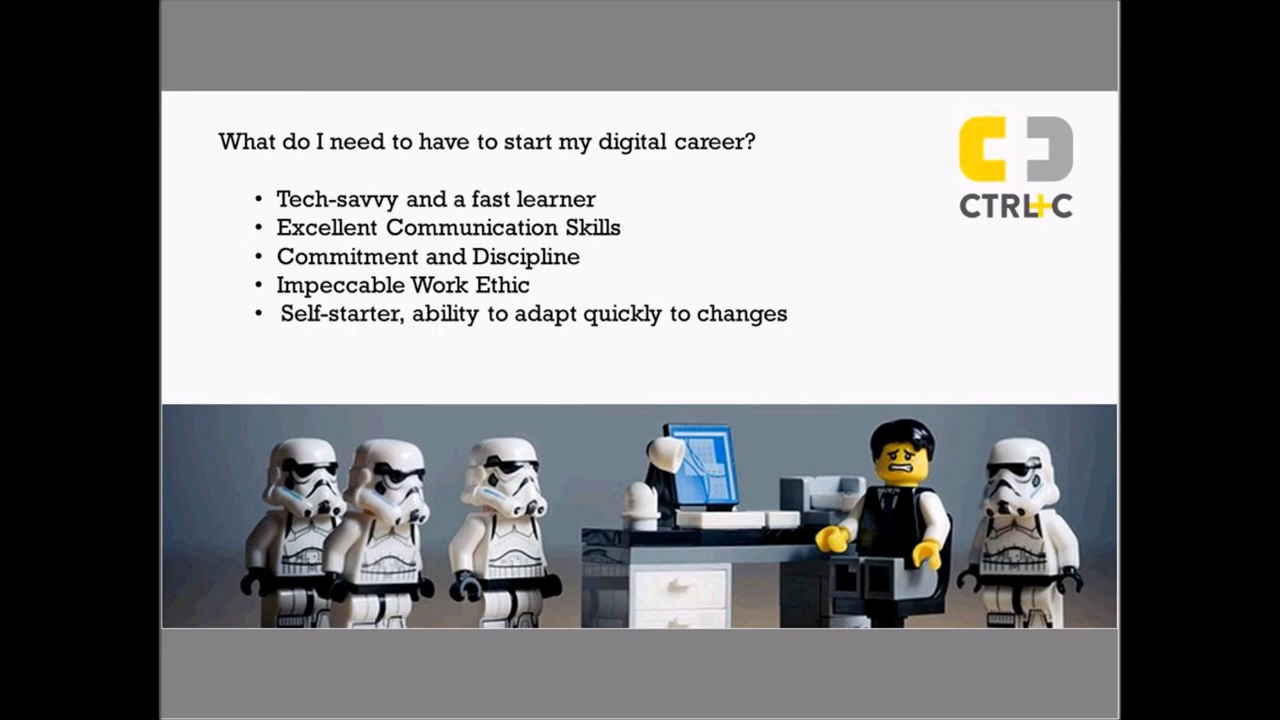 What do I need to have to start my digital career?
• Tech-savvy and a fast learner
• Excellent Communication Skills
• Commitment and Discipline
• Impeccable Work Ethic
• Self-starter, ability to adapt quickly to changes
CTRL+C